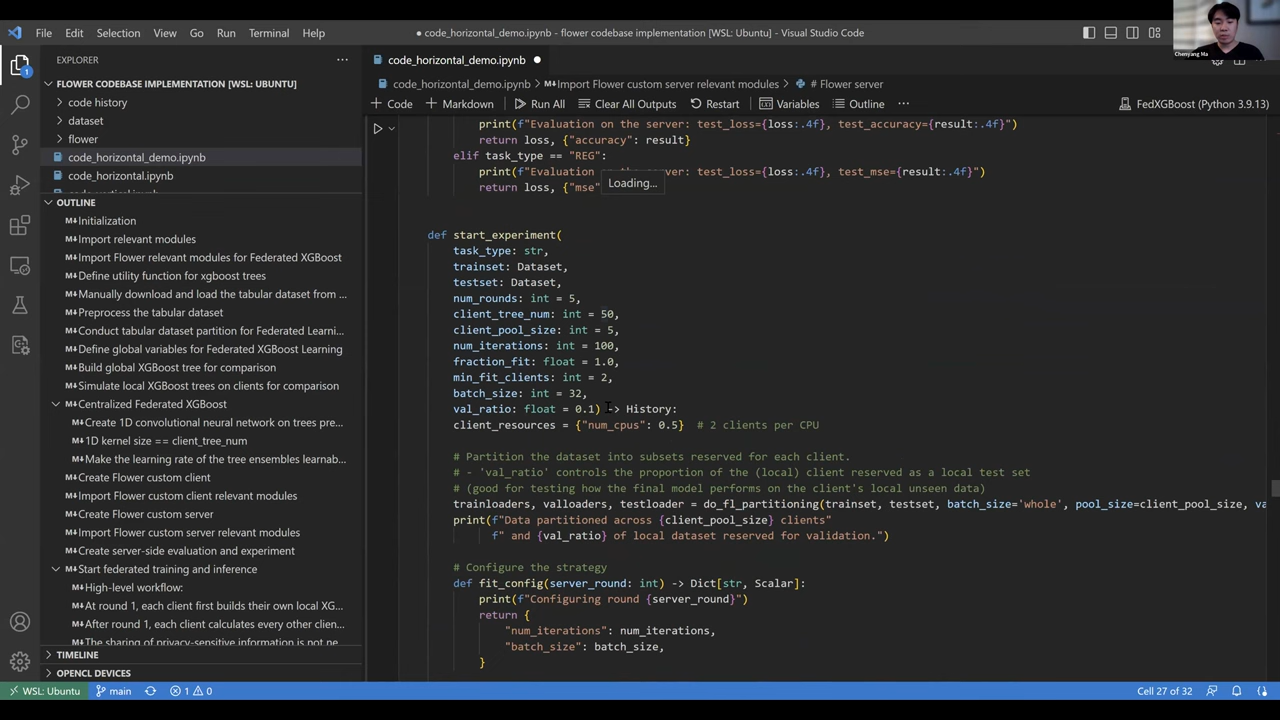 File Edit Selection View Go Run Terminal Help
code_horizontal_demo.ipynb - flower codebase implementation [WSL: Ubuntu] - Visual Studio Code
Chenyang Ma
EXPLORER
FLOWER CODEBASE IMPLEMENTATION [WSL: UBUNTU]
code history
dataset
flower
code_horizontal_demo.ipynb
code_horizontal.ipynb
OUTLINE
Initialization
Import relevant modules
Import Flower relevant modules for Federated XGBoost
Define utility function for xgboost trees
Manually download and load the tabular dataset from ...
Preprocess the tabular dataset
Conduct tabular dataset partition for Federated Learni...
Define global variables for Federated XGBoost Learning
Build global XGBoost tree for comparison
Simulate local XGBoost trees on clients for comparison
Centralized Federated XGBoost
Create 1D convolutional neural network on trees pre...
1D kernel size == client_tree_num
Make the learning rate of the tree ensembles learnab...
Create Flower custom client
Import Flower custom client relevant modules
Create Flower custom server
Import Flower custom server relevant modules
Create server-side evaluation and experiment
Start federated training and inference
High-level workflow:
At round 1, each client first builds their own local XG...
After round 1, each client calculates every other clien...
The sharing of privacy-sensitive information is not ne...
TIMELINE
OPENCL DEVICES
code_horizontal_demo.ipynb
code_horizontal_demo.ipynb > Import Flower custom server relevant modules > # Flower server
+ Code + Markdown Run All Clear All Outputs Restart Variables Outline ... FedXGBoost (Python 3.9.13)
print(f"Evaluation on the server: test_loss={loss:.4f}, test_accuracy={result:.4f}")
return loss, {"accuracy": result}
elif task_type == "REG":
print(f"Evaluation on the server: test_loss={loss:.4f}, test_mse={result:.4f}")
return loss, {"mse"
Loading...
def start_experiment(
task_type: str,
trainset: Dataset,
testset: Dataset,
num_rounds: int = 5,
client_tree_num: int = 50,
client_pool_size: int = 5,
num_iterations: int = 100,
fraction_fit: float = 1.0,
min_fit_clients: int = 2,
batch_size: int = 32,
val_ratio: float = 0.1) -> History:
client_resources = {"num_cpus": 0.5} # 2 clients per CPU
# Partition the dataset into subsets reserved for each client.
# - 'val_ratio' controls the proportion of the (local) client reserved as a local test set
# (good for testing how the final model performs on the client's local unseen data)
trainloaders, valloaders, testloader = do_fl_partitioning(trainset, testset, batch_size='whole', pool_size=client_pool_size, va
print(f"Data partitioned across {client_pool_size} clients"
f" and {val_ratio} of local dataset reserved for validation.")
# Configure the strategy
def fit_config(server_round: int) -> Dict[str, Scalar]:
print(f"Configuring round {server_round}")
return {
"num_iterations": num_iterations,
"batch_size": batch_size,
}
WSL: Ubuntu main 1 0 Cell 27 of 32